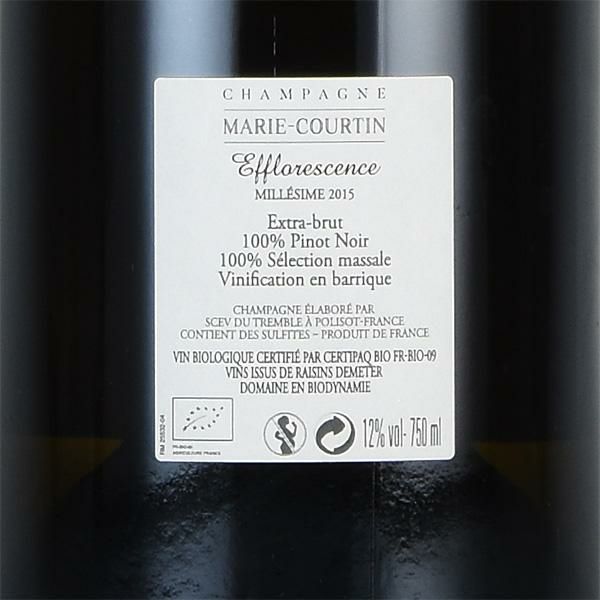 CHAMPAGNE
MARIE-COURTIN
Efflorescence
MILLÉSIME 2015
Extra-brut
100% Pinot Noir
100% Sélection massale
Vinification en barrique
CHAMPAGNE ÉLABORÉ PAR
SCEV DU TREMBLE À POLISOT-FRANCE
CONTIENT DES SULFITES – PRODUIT DE FRANCE
VIN BIOLOGIQUE CERTIFIÉ PAR CERTIPAQ BIO FR-BIO-09
VINS ISSUS DE RAISINS DEMETER
DOMAINE EN BIODYNAMIE
12% vol- 750 ml
AGRICULTURE FRANCE